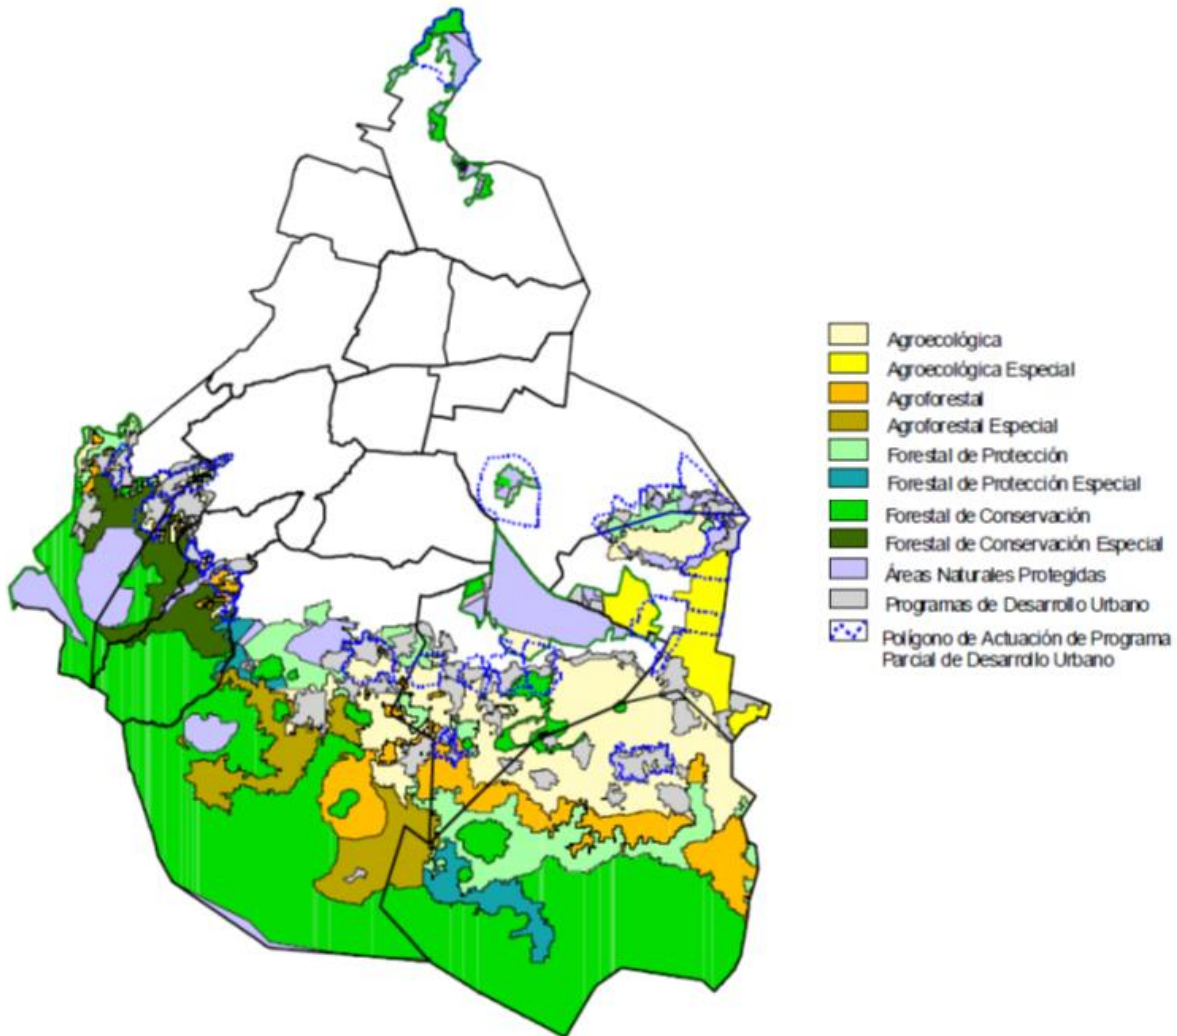 Agroecológica
Agroecológica Especial
Agroforestal
Agroforestal Especial
Forestal de Protección
Forestal de Protección Especial
Forestal de Conservación
Forestal de Conservación Especial
Áreas Naturales Protegidas
Programas de Desarrollo Urbano
Polígono de Actuación de Programa
Parcial de Desarrollo Urbano